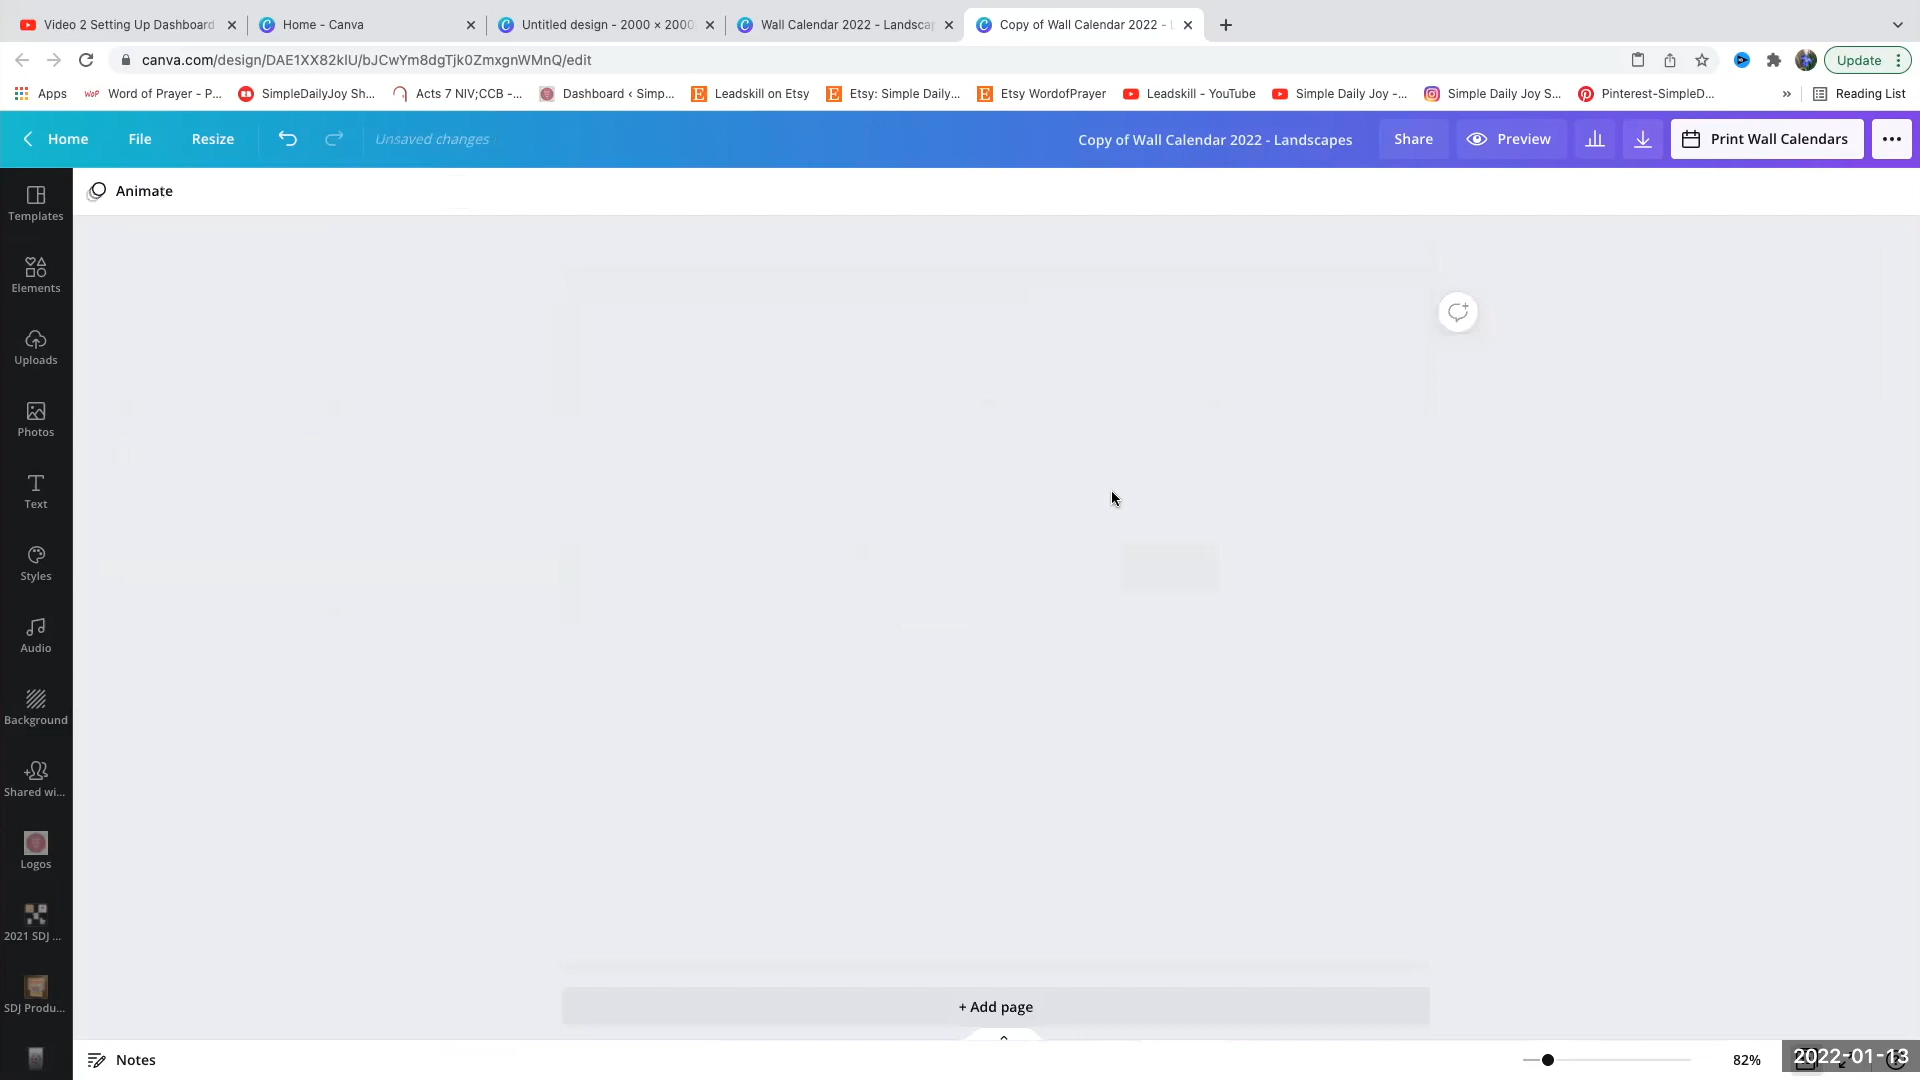 Video 2 Setting Up Dashboard
Home - Canva
Untitled design - 2000 × 2000
Wall Calendar 2022 - Landscap
Copy of Wall Calendar 2022 - L
canva.com/design/DAE1XX82klU/bJCwYm8dgTjk0ZmxgnWMnQ/edit
Update
Apps
WoP Word of Prayer - P...
SimpleDailyJoy Sh...
Acts 7 NIV;CCB -...
Dashboard ‹ Simp...
Leadskill on Etsy
Etsy: Simple Daily...
Etsy WordofPrayer
Leadskill - YouTube
Simple Daily Joy -...
Simple Daily Joy S...
Pinterest-SimpleD...
»
Reading List
Home
File
Resize
Unsaved changes
Copy of Wall Calendar 2022 - Landscapes
Share
Preview
Print Wall Calendars
Animate
Templates
Elements
Uploads
Photos
Text
Styles
Audio
Background
Shared wi...
Logos
2021 SDJ ...
SDJ Produ...
+ Add page
Notes
82%
2022-01-13